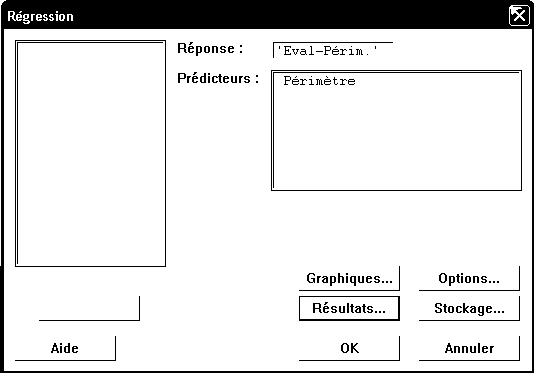 Régression
Réponse :
'Eval-Périm.'
Prédicteurs :
Périmètre
Graphiques...
Options...
Résultats...
Stockage...
Aide
OK
Annuler